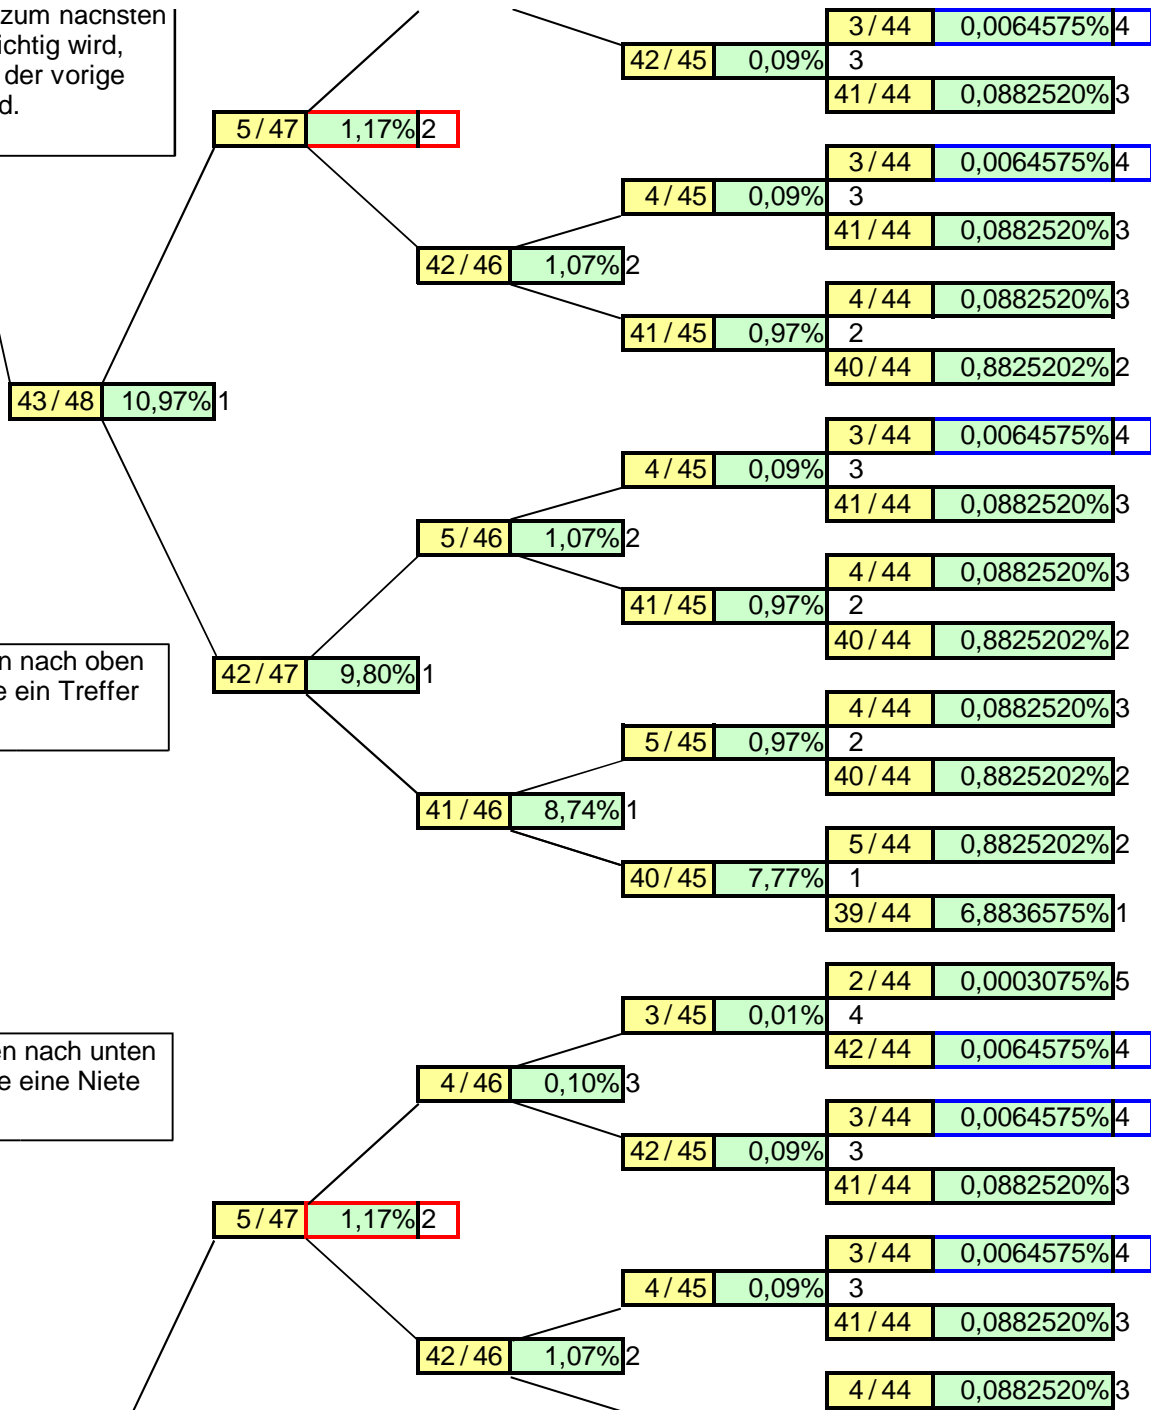 zum nächsten
ichtig wird,
der vorige
d.
3 / 44 0,0064575% 4
42 / 45 0,09% 3
41 / 44 0,0882520% 3
5 / 47 1,17% 2
3 / 44 0,0064575% 4
4 / 45 0,09% 3
41 / 44 0,0882520% 3
42 / 46 1,07% 2
4 / 44 0,0882520% 3
41 / 45 0,97% 2
40 / 44 0,8825202% 2
43 / 48 10,97% 1
3 / 44 0,0064575% 4
4 / 45 0,09% 3
41 / 44 0,0882520% 3
5 / 46 1,07% 2
4 / 44 0,0882520% 3
41 / 45 0,97% 2
40 / 44 0,8825202% 2
n nach oben
e ein Treffer
42 / 47 9,80% 1
4 / 44 0,0882520% 3
5 / 45 0,97% 2
40 / 44 0,8825202% 2
41 / 46 8,74% 1
5 / 44 0,8825202% 2
40 / 45 7,77% 1
39 / 44 6,8836575% 1
2 / 44 0,0003075% 5
3 / 45 0,01% 4
42 / 44 0,0064575% 4
en nach unten
e eine Niete
4 / 46 0,10% 3
3 / 44 0,0064575% 4
42 / 45 0,09% 3
41 / 44 0,0882520% 3
5 / 47 1,17% 2
3 / 44 0,0064575% 4
4 / 45 0,09% 3
41 / 44 0,0882520% 3
42 / 46 1,07% 2
4 / 44 0,0882520% 3